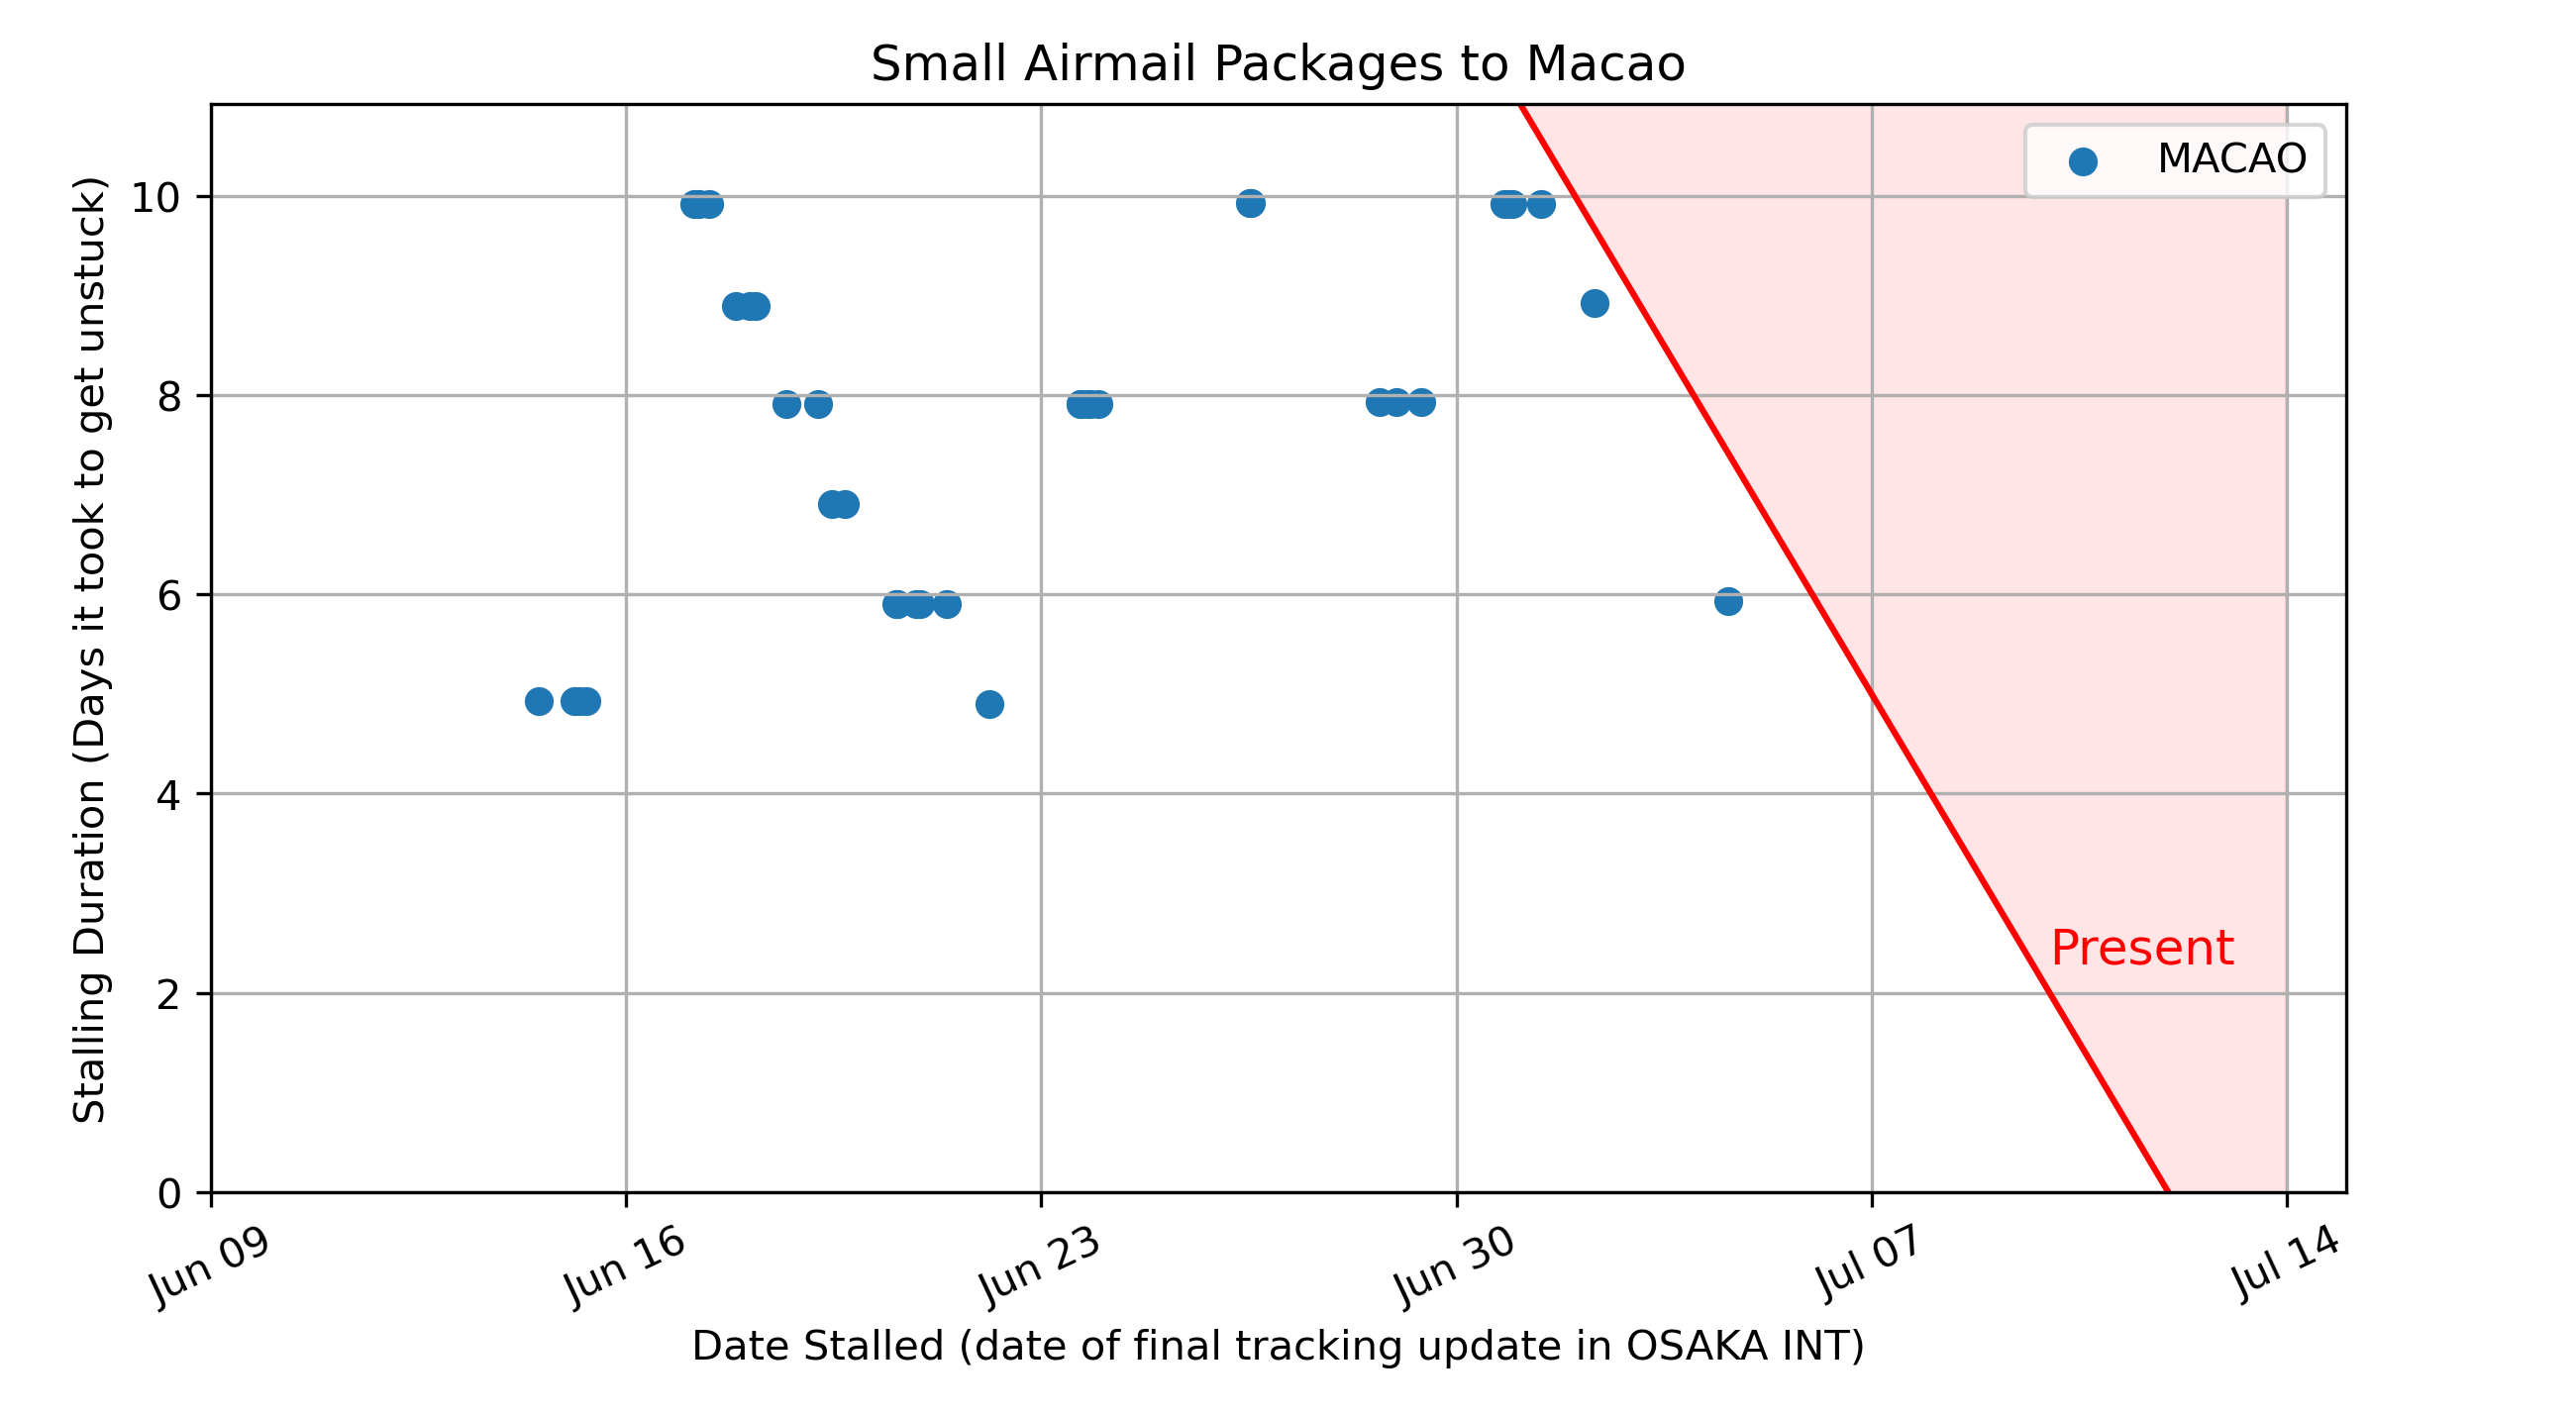 Small Airmail Packages to Macao
MACAO
Stalling Duration (Days it took to get unstuck)
10
8
6
4
2
0
Present
Jun 09
Jun 16
Jun 23
Jun 30
Jul 07
Jul 14
Date Stalled (date of final tracking update in OSAKA INT)